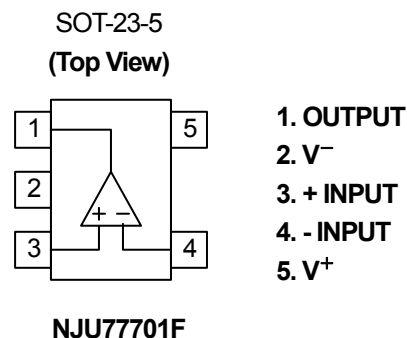 SOT-23-5
(Top View)
1
2
3
4
5
+ −
1. OUTPUT
2. V⁻
3. + INPUT
4. - INPUT
5. V⁺
NJU77701F